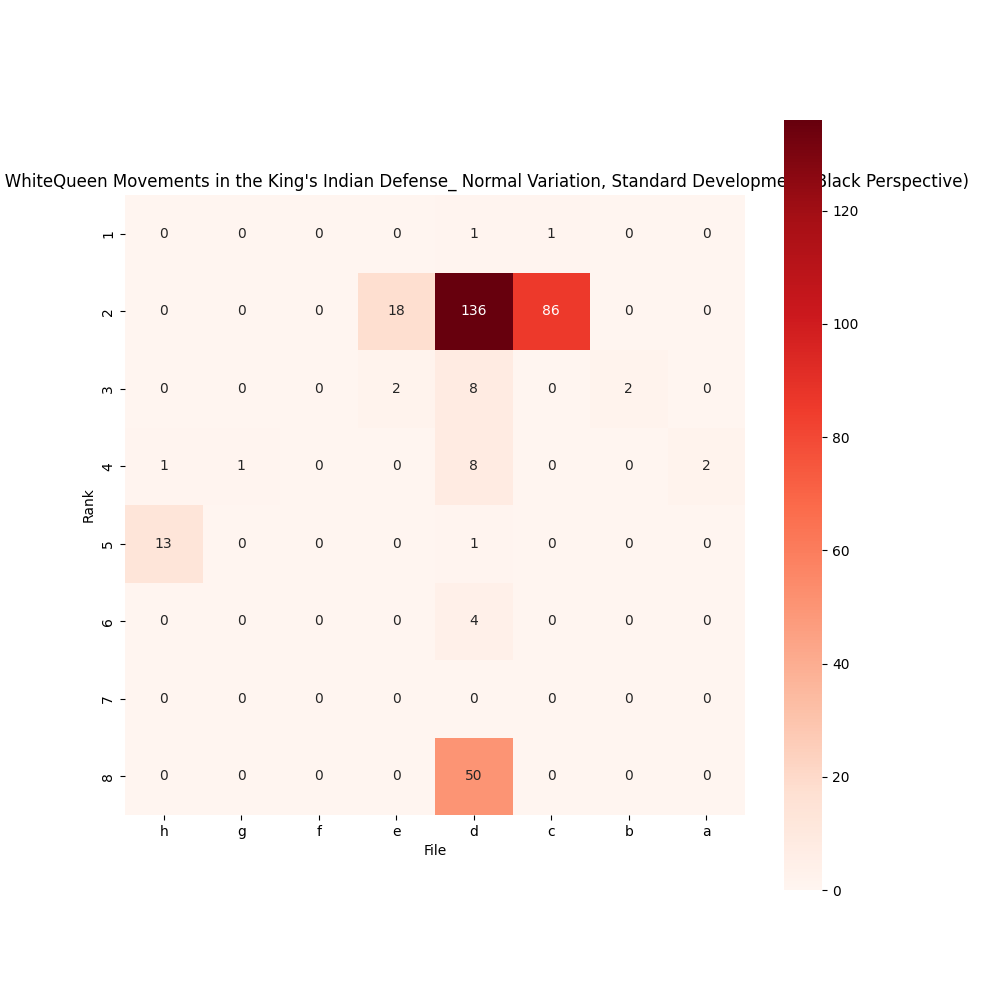 WhiteQueen Movements in the King's Indian Defense_ Normal Variation, Standard Developme Black Perspective)
1 0 0 0 0 1 1 0 0
2 0 0 0 18 136 86 0 0
3 0 0 0 2 8 0 2 0
4 1 1 0 0 8 0 0 2
5 13 0 0 0 1 0 0 0
6 0 0 0 0 4 0 0 0
7 0 0 0 0 0 0 0 0
8 0 0 0 0 50 0 0 0
h g f e d c b a
File
Rank
120
100
80
60
40
20
0